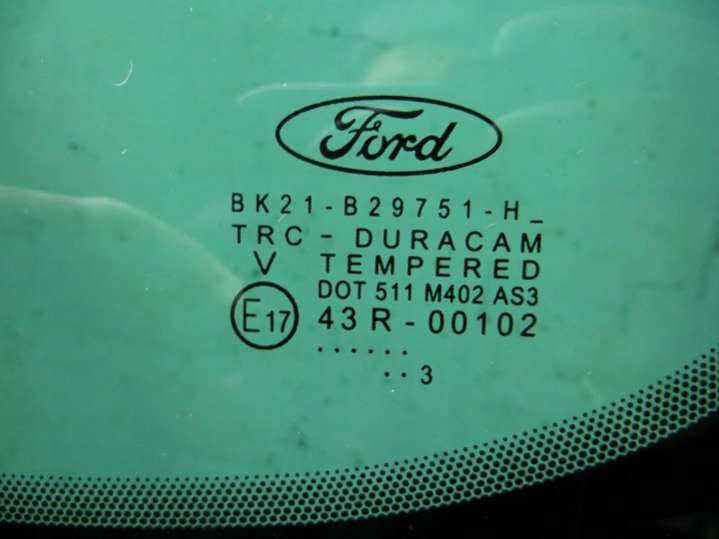 Ford
BK21-B29751-H_
TRC - DURACAM
V TEMPERED
DOT 511 M402 AS3
E17 43R-00102
......
..3